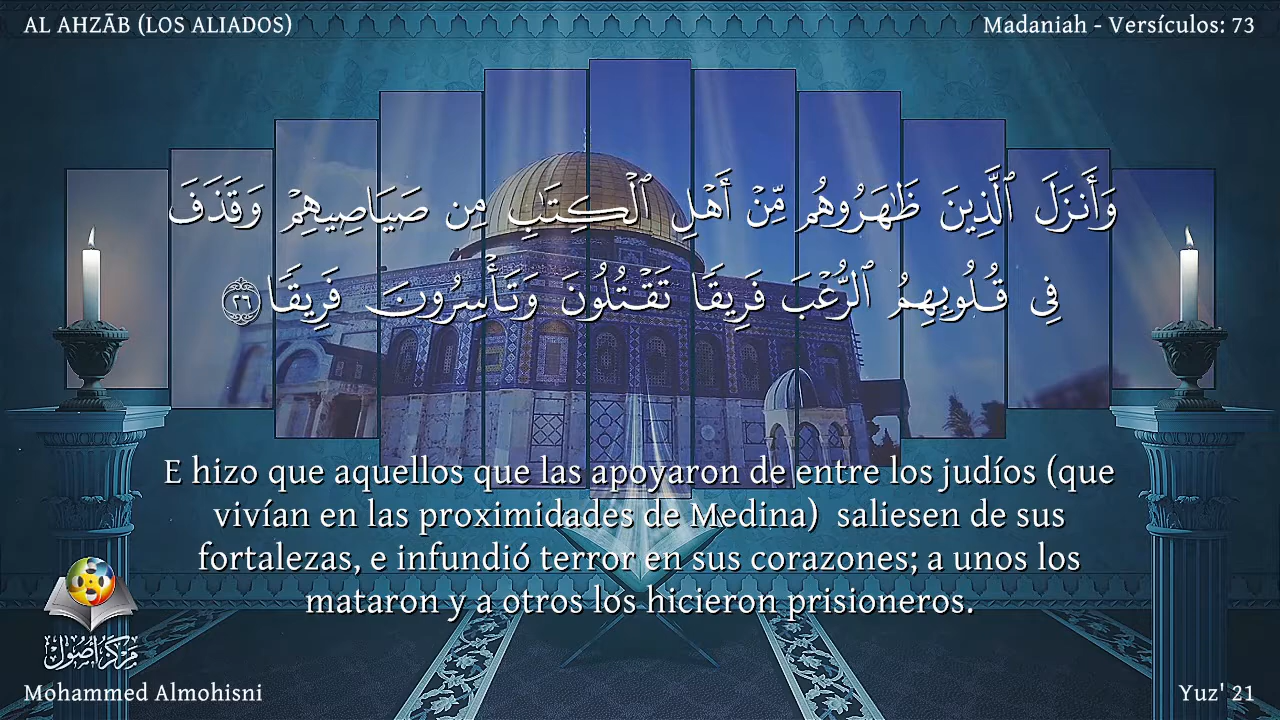 AL AHZĀB (LOS ALIADOS)
Madaniah - Versículos: 73
وَأَنزَلَ ٱلَّذِينَ ظَٰهَرُوهُم مِّنْ أَهْلِ ٱلْكِتَٰبِ مِن صَيَاصِيهِمْ وَقَذَفَ
فِى قُلُوبِهِمُ ٱلرُّعْبَ فَرِيقًا تَقْتُلُونَ وَتَأْسِرُونَ فَرِيقًا ٢٦
E hizo que aquellos que las apoyaron de entre los judíos (que
vivían en las proximidades de Medina)  saliesen de sus
fortalezas, e infundió terror en sus corazones; a unos los
mataron y a otros los hicieron prisioneros.
مركز أصول
Mohammed Almohisni
Yuz' 21